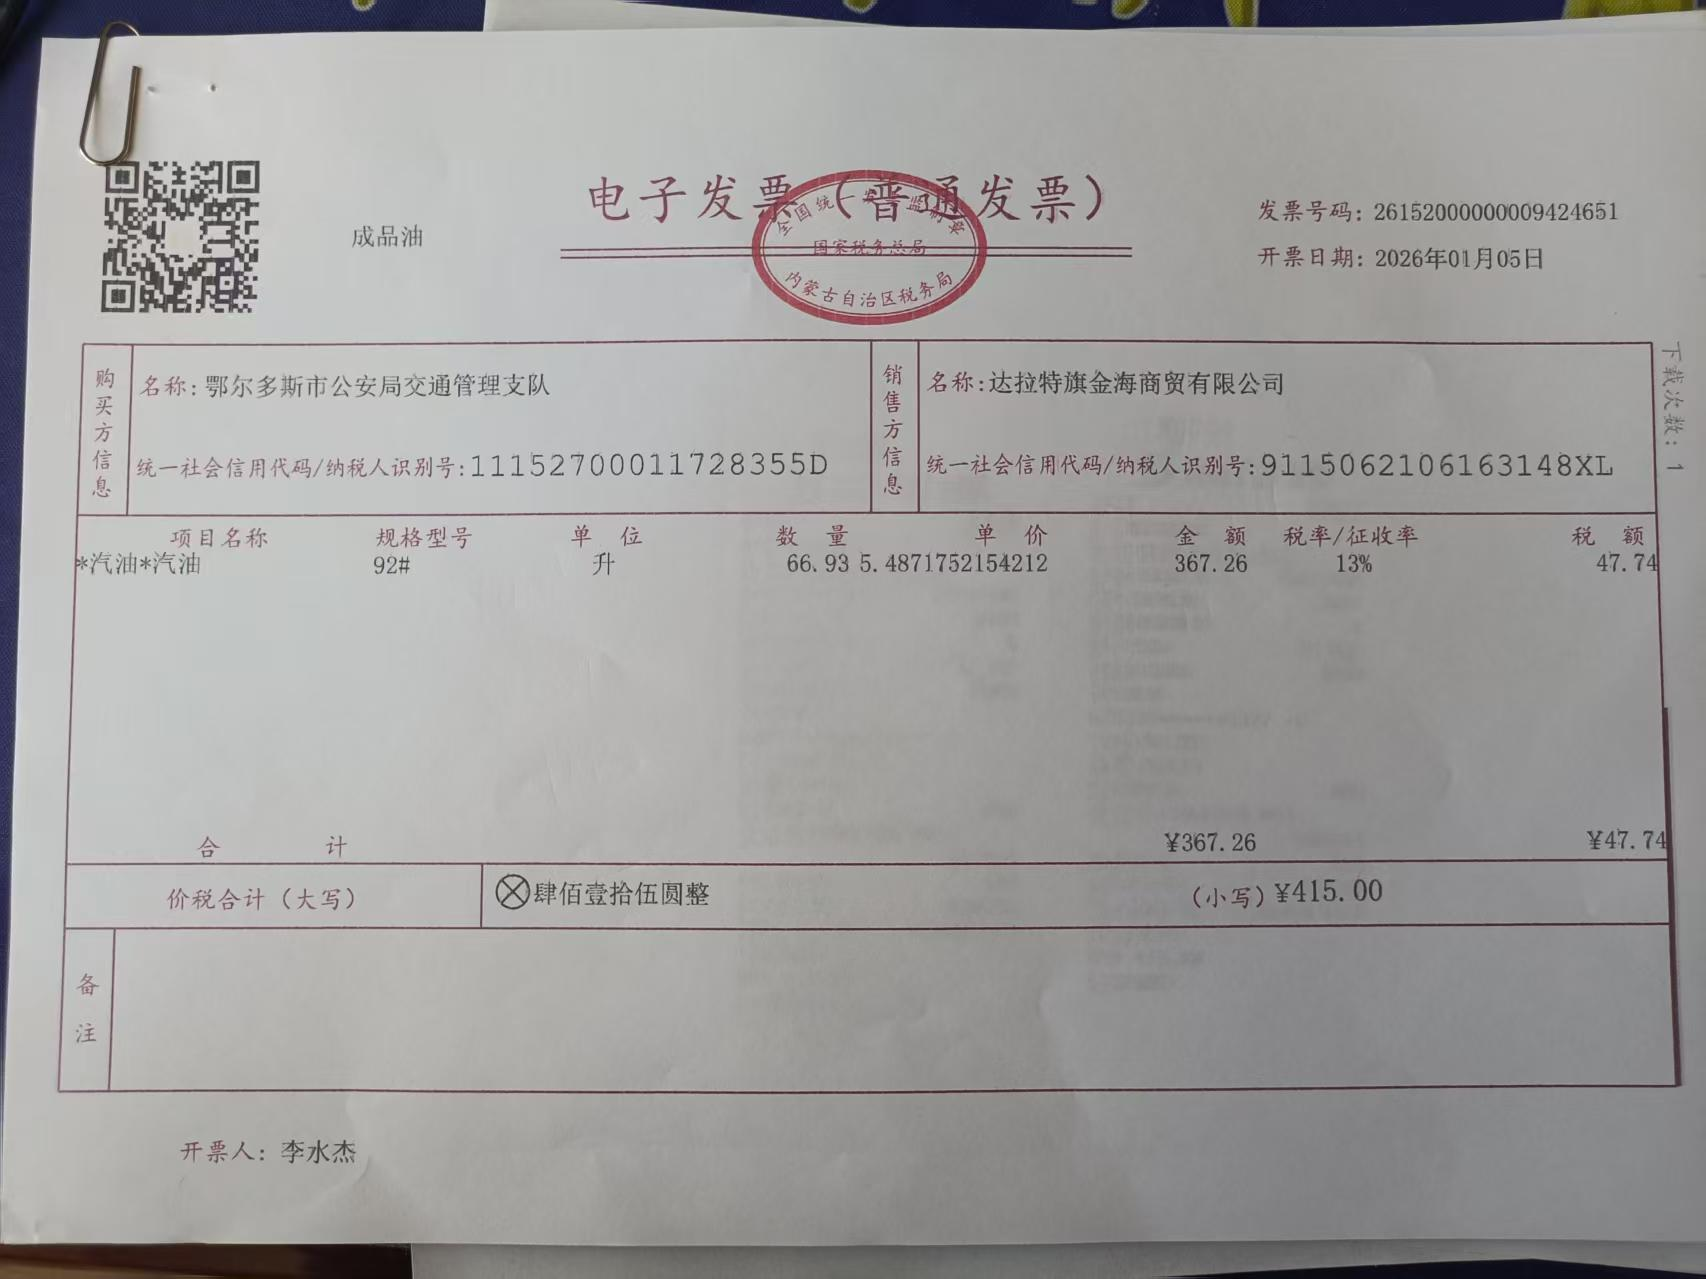 电子发票（普通发票）
国家税务总局
内蒙古自治区税务局
成品油
发票号码：26152000000009424651
开票日期：2026年01月05日
下载次数：1
购买方信息
名称：鄂尔多斯市公安局交通管理支队
统一社会信用代码/纳税人识别号：11152700011728355D
销售方信息
名称：达拉特旗金海商贸有限公司
统一社会信用代码/纳税人识别号：9115062106163148XL
项目名称 规格型号 单位 数量 单价 金额 税率/征收率 税额
*汽油*汽油 92# 升 66.93 5.4871752154212 367.26 13% 47.74
合计 ¥367.26 ¥47.74
价税合计（大写） ⊗肆佰壹拾伍圆整 （小写）¥415.00
备注
开票人：李水杰